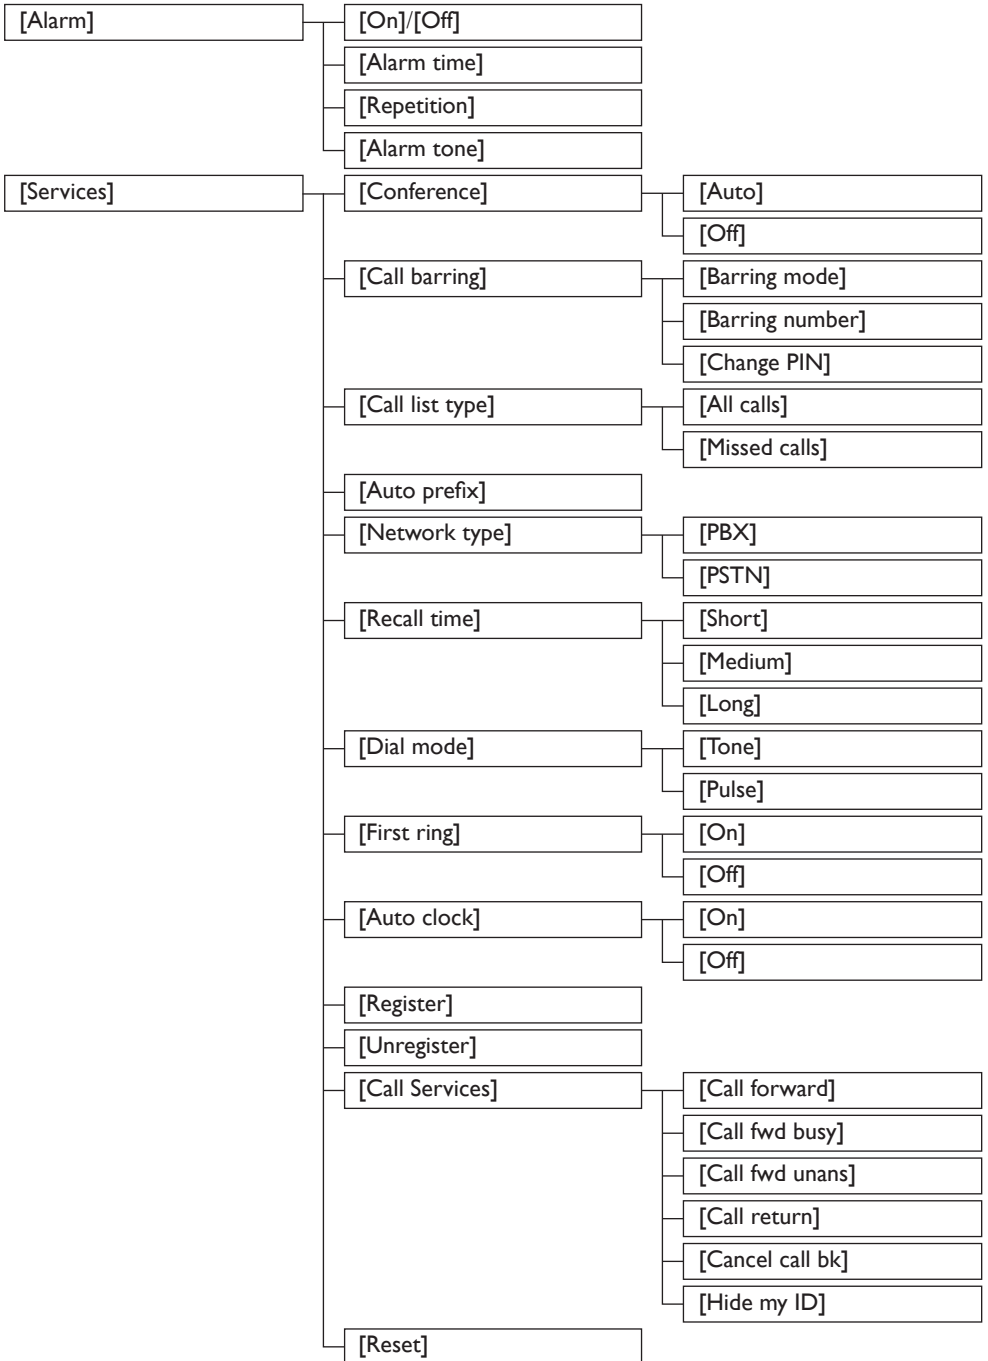 [Alarm]
[On]/[Off]
[Alarm time]
[Repetition]
[Alarm tone]
[Services]
[Conference]
[Auto]
[Off]
[Call barring]
[Barring mode]
[Barring number]
[Change PIN]
[Call list type]
[All calls]
[Missed calls]
[Auto prefix]
[Network type]
[PBX]
[PSTN]
[Recall time]
[Short]
[Medium]
[Long]
[Dial mode]
[Tone]
[Pulse]
[First ring]
[On]
[Off]
[Auto clock]
[On]
[Off]
[Register]
[Unregister]
[Call Services]
[Call forward]
[Call fwd busy]
[Call fwd unans]
[Call return]
[Cancel call bk]
[Hide my ID]
[Reset]